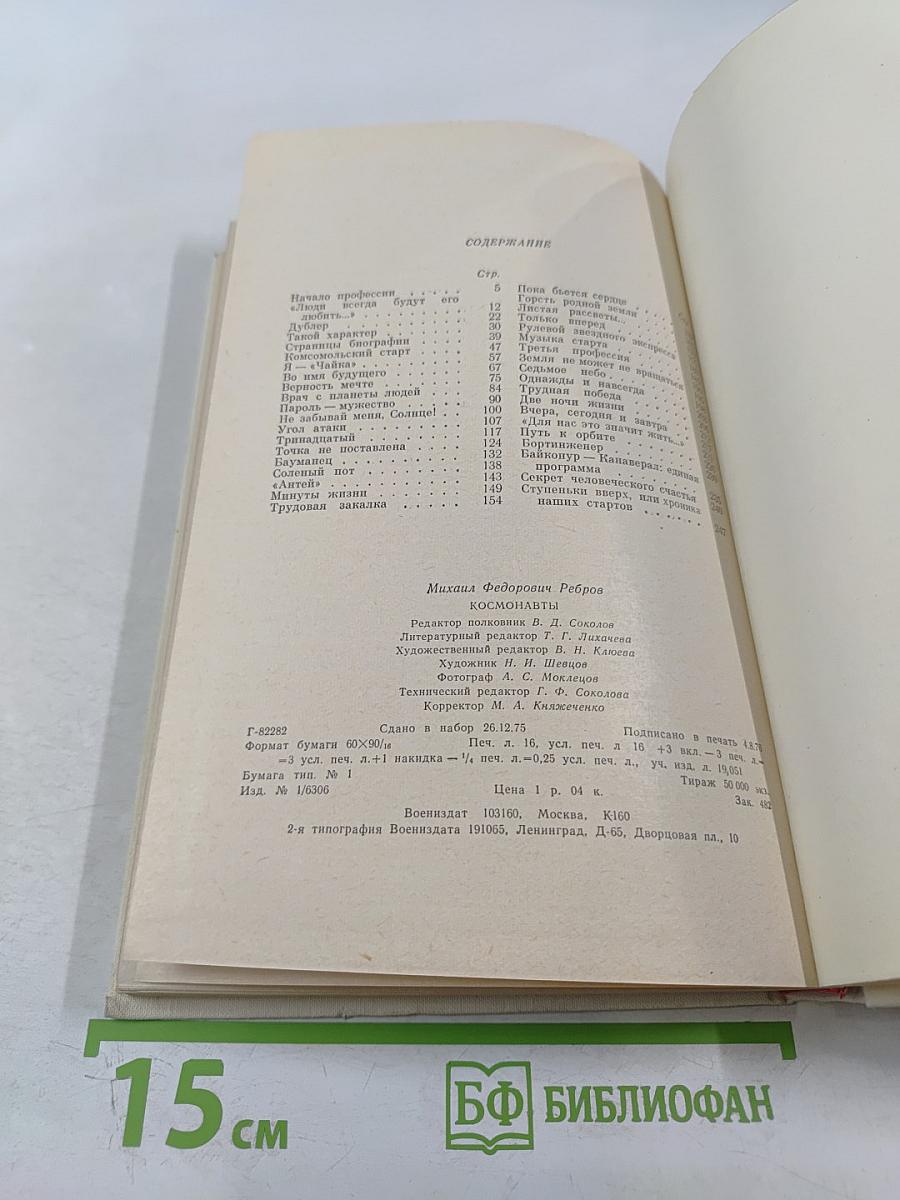 СОДЕРЖАНИЕ
Стр.
Начало профессии . . . . . 5
«Люди всегда будут его
любить...» . . . . . . . . 12
Дублер . . . . . . . . . . 22
Такой характер . . . . . . 30
Страницы биографии . . . . 39
Комсомольский старт . . . . 47
Я — «Чайка» . . . . . . . . 57
Во имя будущего . . . . . . 67
Верность мечте . . . . . . 75
Врач с планеты людей . . . 84
Пароль — мужество . . . . . 90
Не забывай меня, Солнце! . . 100
Угол атаки . . . . . . . . 107
Тринадцатый . . . . . . . . 117
Точка не поставлена . . . . 124
Бауманец . . . . . . . . . 132
Соленый пот . . . . . . . . 138
«Антей» . . . . . . . . . . 143
Минуты жизни . . . . . . . 149
Трудовая закалка . . . . . 154
Пока бьется сердце . . .
Горсть родной земли . . . .
Листая рассветы... . . . .
Только вперед . . . . . .
Рулевой звездного экспресса
Музыка старта . . . . . .
Третья профессия . . . . .
Земля не может не вращаться
Седьмое небо . . . . . . .
Однажды и навсегда . . . .
Трудная победа . . . . . .
Две ночи жизни . . . . . .
Вчера, сегодня и завтра . .
«Для нас это значит жить...»
Путь к орбите . . . . . .
Бортинженер . . . . . . .
Байконур — Канаверал: единая
программа . . . . . . . .
Секрет человеческого счастья
Ступеньки вверх, или хроника
наших стартов . . . . . . 247
Михаил Федорович Ребров
КОСМОНАВТЫ
Редактор полковник В. Д. Соколов
Литературный редактор Т. Г. Лихачева
Художественный редактор В. Н. Клюева
Художник Н. И. Шевцов
Фотограф А. С. Моклецов
Технический редактор Г. Ф. Соколова
Корректор М. А. Княжеченко
Г-82282 Сдано в набор 26.12.75 Подписано в печать
Формат бумаги 60×90/16 Печ. л. 16, усл. печ. л 16 +3 вкл.—3 печ. л.=
=3 усл. печ. л.+1 накидка—1/4 печ. л.=0,25 усл. печ. л., уч. изд. л. 19,051
Бумага тип. № 1 Тираж 50 000 экз.
Изд. № 1/6306 Цена 1 р. 04 к. Зак. 482
Воениздат 103160, Москва, К-160
2-я типография Воениздата 191065, Ленинград, Д-65, Дворцовая пл., 10
15 см
БФ БИБЛИОФАН